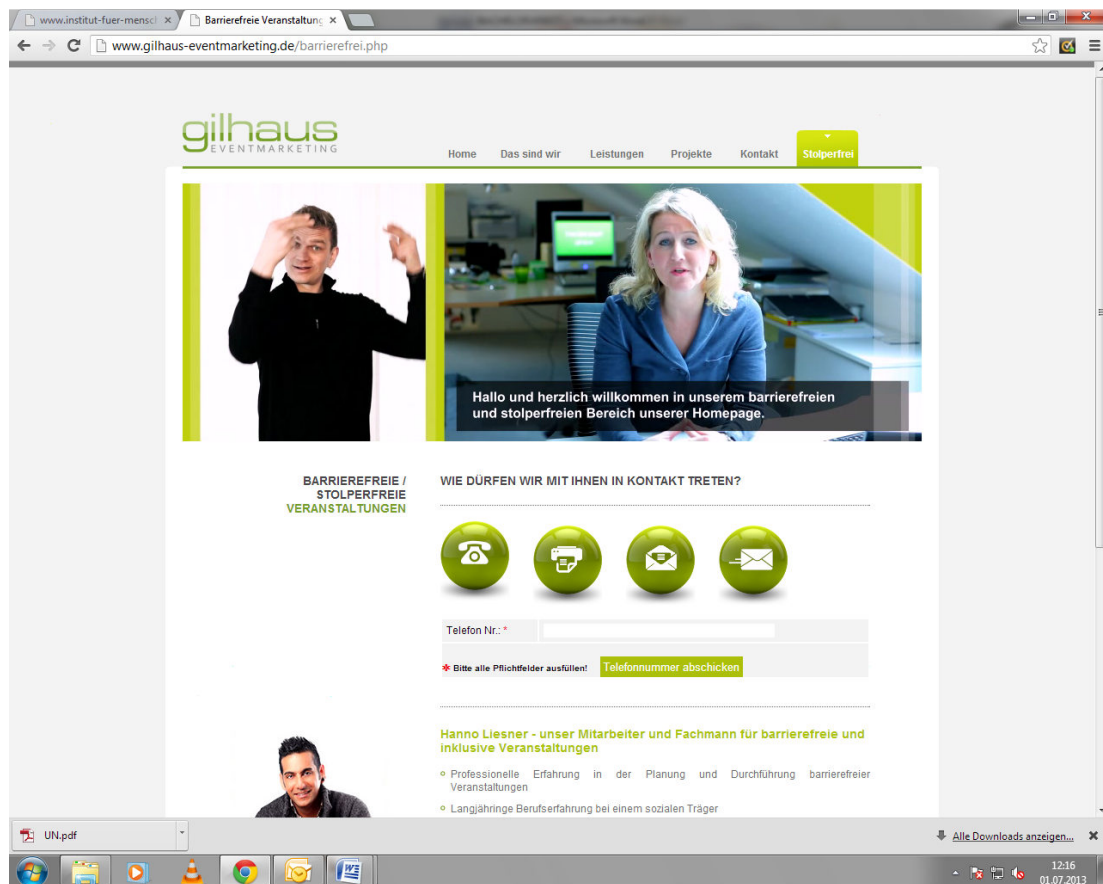 www.institut-fuer-mensch
Barrierefreie Veranstaltung
www.gilhaus-eventmarketing.de/barrierefrei.php
gilhaus
EVENTMARKETING
Home Das sind wir Leistungen Projekte Kontakt Stolperfrei
Hallo und herzlich willkommen in unserem barrierefreien
und stolperfreien Bereich unserer Homepage.
BARRIEREFREIE /
STOLPERFREIE
VERANSTALTUNGEN
WIE DÜRFEN WIR MIT IHNEN IN KONTAKT TRETEN?
Telefon Nr.: *
* Bitte alle Pflichtfelder ausfüllen! Telefonnummer abschicken
Hanno Liesner - unser Mitarbeiter und Fachmann für barrierefreie und
inklusive Veranstaltungen
Professionelle Erfahrung in der Planung und Durchführung barrierefreier
Veranstaltungen
Langjähringe Berufserfahrung bei einem sozialen Träger
UN.pdf
Alle Downloads anzeigen...
12:16
01.07.2013